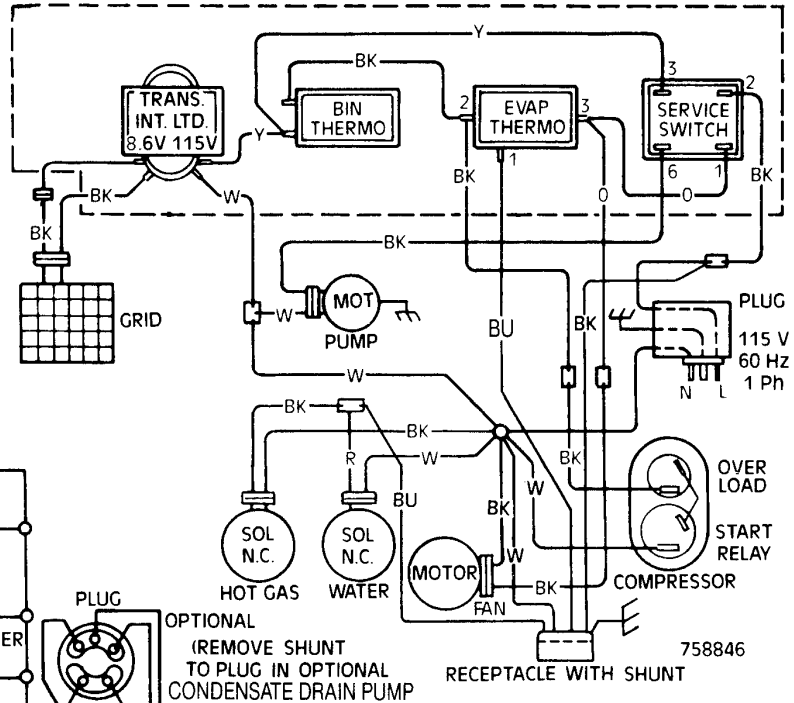 Y
3
2
BK
TRANS.
INT. LTD.
8.6V 115V
BIN
THERMO
2
EVAP
THERMO
3
SERVICE
SWITCH
Y
1
6
1
BK
BK
BK
W
O
O
BK
BK
GRID
MOT
W
PUMP
BU
BK
PLUG
115 V
60 Hz
1 Ph
N L
W
BK
BK
R
W
BK
W
BU
BK
W
OVER
LOAD
START
RELAY
COMPRESSOR
SOL
N.C.
HOT GAS
SOL
N.C.
WATER
MOTOR
FAN
BK
ER
PLUG
OPTIONAL
(REMOVE SHUNT
TO PLUG IN OPTIONAL
CONDENSATE DRAIN PUMP
RECEPTACLE WITH SHUNT
758846